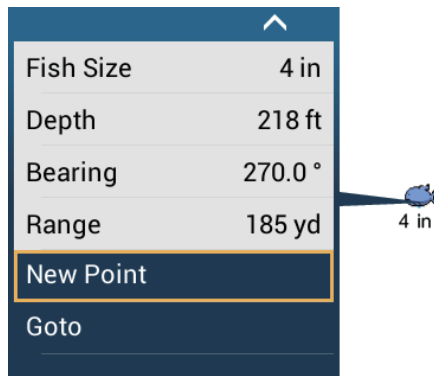 Fish Size 4 in
Depth 218 ft
Bearing 270.0 °
Range 185 yd
4 in
New Point
Goto